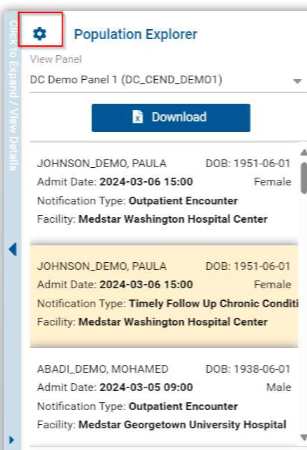 Click to Expand / View Details
Population Explorer
View Panel
DC Demo Panel 1 (DC_CEND_DEMO1)
Download
JOHNSON_DEMO, PAULA DOB: 1951-06-01
Admit Date: 2024-03-06 15:00 Female
Notification Type: Outpatient Encounter
Facility: Medstar Washington Hospital Center
JOHNSON_DEMO, PAULA DOB: 1951-06-01
Admit Date: 2024-03-06 15:00 Female
Notification Type: Timely Follow Up Chronic Conditi
Facility: Medstar Washington Hospital Center
ABADI_DEMO, MOHAMED DOB: 1938-06-01
Admit Date: 2024-03-05 09:00 Male
Notification Type: Outpatient Encounter
Facility: Medstar Georgetown University Hospital